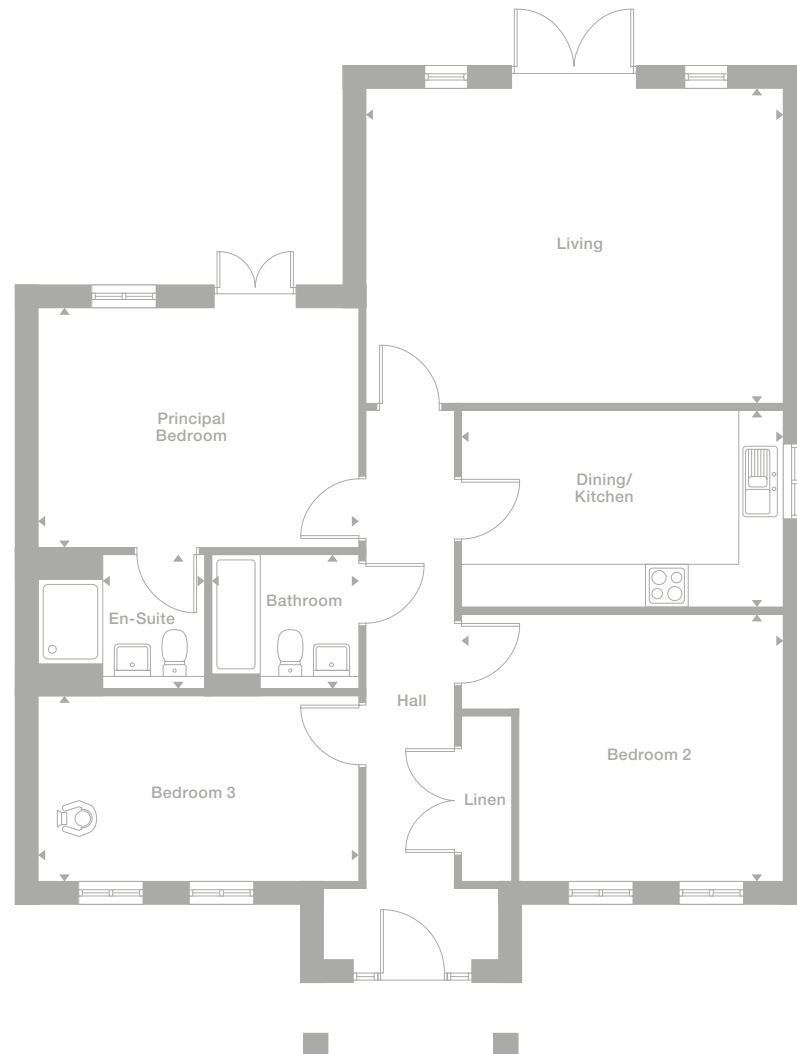 Living
Principal
Bedroom
Dining/
Kitchen
En-Suite
Bathroom
Hall
Bedroom 2
Bedroom 3
Linen